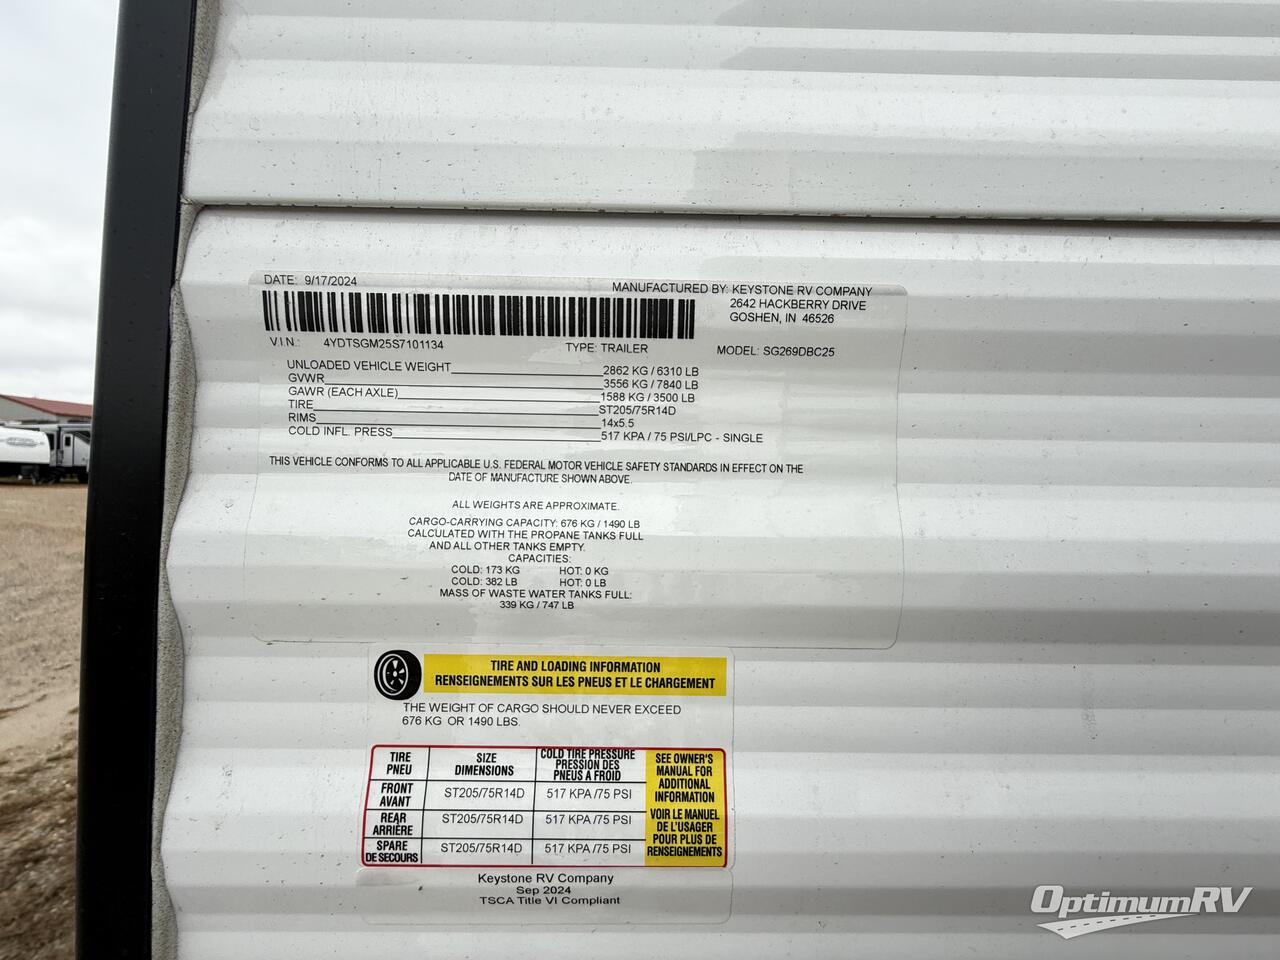 DATE: 9/17/2024
MANUFACTURED BY: KEYSTONE RV COMPANY
2642 HACKBERRY DRIVE
GOSHEN, IN 46526
V.I.N.: 4YDTSGM25S7101134 TYPE: TRAILER MODEL: SG269DBC25
UNLOADED VEHICLE WEIGHT 2862 KG / 6310 LB
GVWR 3556 KG / 7840 LB
GAWR (EACH AXLE) 1588 KG / 3500 LB
TIRE ST205/75R14D
RIMS 14x5.5
COLD INFL. PRESS 517 KPA / 75 PSI/LPC - SINGLE
THIS VEHICLE CONFORMS TO ALL APPLICABLE U.S. FEDERAL MOTOR VEHICLE SAFETY STANDARDS IN EFFECT ON THE
DATE OF MANUFACTURE SHOWN ABOVE.
ALL WEIGHTS ARE APPROXIMATE.
CARGO-CARRYING CAPACITY: 676 KG / 1490 LB
CALCULATED WITH THE PROPANE TANKS FULL
AND ALL OTHER TANKS EMPTY.
CAPACITIES:
COLD: 173 KG HOT: 0 KG
COLD: 382 LB HOT: 0 LB
MASS OF WASTE WATER TANKS FULL:
339 KG / 747 LB
TIRE AND LOADING INFORMATION
RENSEIGNEMENTS SUR LES PNEUS ET LE CHARGEMENT
THE WEIGHT OF CARGO SHOULD NEVER EXCEED
676 KG OR 1490 LBS.
TIRE
PNEU
SIZE
DIMENSIONS
COLD TIRE PRESSURE
PRESSION DES
PNEUS A FROID
FRONT
AVANT
ST205/75R14D 517 KPA /75 PSI
REAR
ARRIÈRE
ST205/75R14D 517 KPA /75 PSI
SPARE
DE SECOURS
ST205/75R14D 517 KPA /75 PSI
SEE OWNER'S
MANUAL FOR
ADDITIONAL
INFORMATION
VOIR LE MANUEL
DE L'USAGER
POUR PLUS DE
RENSEIGNEMENTS
Keystone RV Company
Sep 2024
TSCA Title VI Compliant
OptimumRV